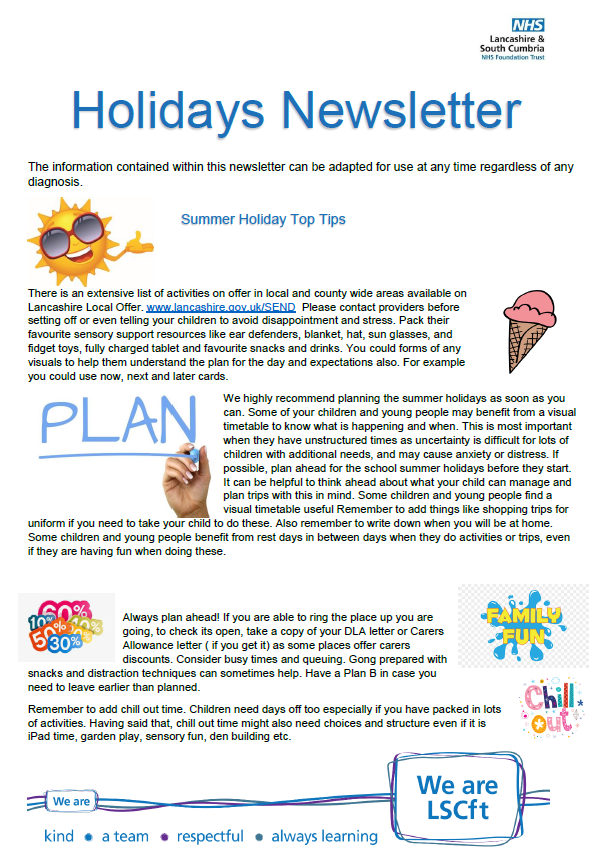 NHS
Lancashire &
South Cumbria
NHS Foundation Trust
Holidays Newsletter
The information contained within this newsletter can be adapted for use at any time regardless of any
diagnosis.
Summer Holiday Top Tips
There is an extensive list of activities on offer in local and county wide areas available on
Lancashire Local Offer. www.lancashire.gov.uk/SEND Please contact providers before
setting off or even telling your children to avoid disappointment and stress. Pack their
favourite sensory support resources like ear defenders, blanket, hat, sun glasses, and
fidget toys, fully charged tablet and favourite snacks and drinks. You could forms of any
visuals to help them understand the plan for the day and expectations also. For example
you could use now, next and later cards.
PLAN
We highly recommend planning the summer holidays as soon as you
can. Some of your children and young people may benefit from a visual
timetable to know what is happening and when. This is most important
when they have unstructured times as uncertainty is difficult for lots of
children with additional needs, and may cause anxiety or distress. If
possible, plan ahead for the school summer holidays before they start.
It can be helpful to think ahead about what your child can manage and
plan trips with this in mind. Some children and young people find a
visual timetable useful Remember to add things like shopping trips for
uniform if you need to take your child to do these. Also remember to write down when you will be at home.
Some children and young people benefit from rest days in between days when they do activities or trips, even
if they are having fun when doing these.
60%
10%
50%
30%
FAMILY
FUN
Always plan ahead! If you are able to ring the place up you are
going, to check its open, take a copy of your DLA letter or Carers
Allowance letter ( if you get it) as some places offer carers
discounts. Consider busy times and queuing. Gong prepared with
snacks and distraction techniques can sometimes help. Have a Plan B in case you
need to leave earlier than planned.
Chill
Out
Remember to add chill out time. Children need days off too especially if you have packed in lots
of activities. Having said that, chill out time might also need choices and structure even if it is
iPad time, garden play, sensory fun, den building etc.
We are
We are
LSCft
kind a team respectful always learning